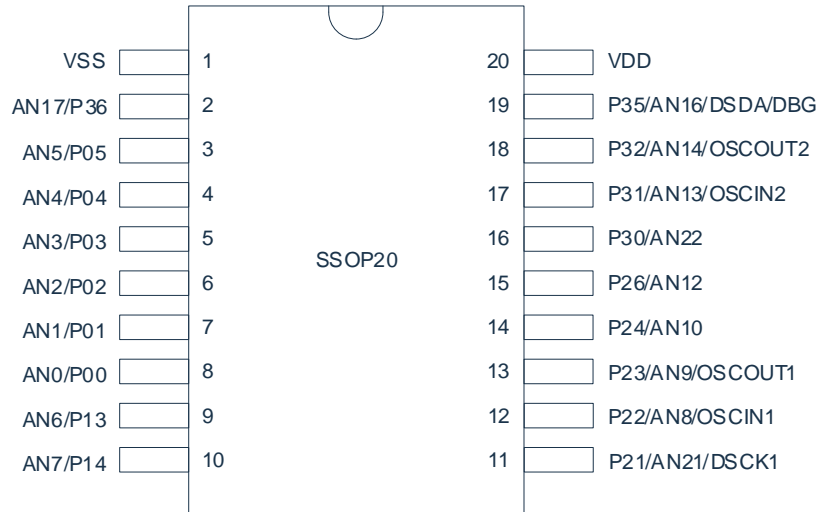 VSS 1 20 VDD
AN17/P36 2 19 P35/AN16/DSDA/DBG
AN5/P05 3 18 P32/AN14/OSCOUT2
AN4/P04 4 17 P31/AN13/OSCIN2
AN3/P03 5 16 P30/AN22
SSOP20
AN2/P02 6 15 P26/AN12
AN1/P01 7 14 P24/AN10
AN0/P00 8 13 P23/AN9/OSCOUT1
AN6/P13 9 12 P22/AN8/OSCIN1
AN7/P14 10 11 P21/AN21/DSCK1